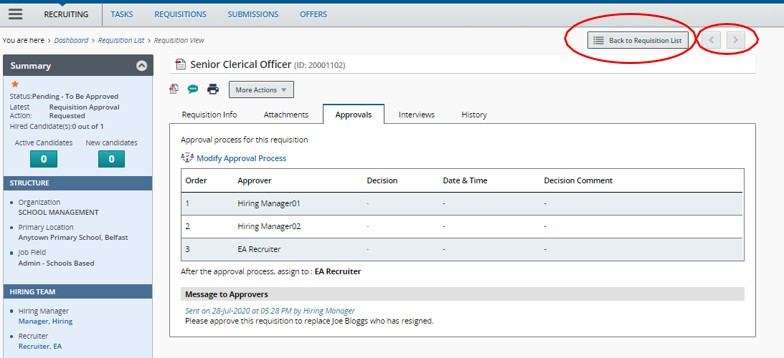 RECRUITING TASKS REQUISITIONS SUBMISSIONS OFFERS
You are here > Dashboard > Requisition List > Requisition View
Back to Requisition List
Summary
Status:Pending - To Be Approved
Latest Action: Requisition Approval Requested
Hired Candidate(s):0 out of 1
Active Candidates New candidates
0 0
STRUCTURE
Organization
SCHOOL MANAGEMENT
Primary Location
Anytown Primary School, Belfast
Job Field
Admin - Schools Based
HIRING TEAM
Hiring Manager
Manager, Hiring
Recruiter
Recruiter, EA
Senior Clerical Officer (ID: 20001102)
More Actions
Requisition Info Attachments Approvals Interviews History
Approval process for this requisition
Modify Approval Process
Order Approver Decision Date & Time Decision Comment
1 Hiring Manager01 - - -
2 Hiring Manager02 - - -
3 EA Recruiter - - -
After the approval process, assign to : EA Recruiter
Message to Approvers
Sent on 28-Jul-2020 at 05:28 PM by Hiring Manager
Please approve this requisition to replace Joe Bloggs who has resigned.